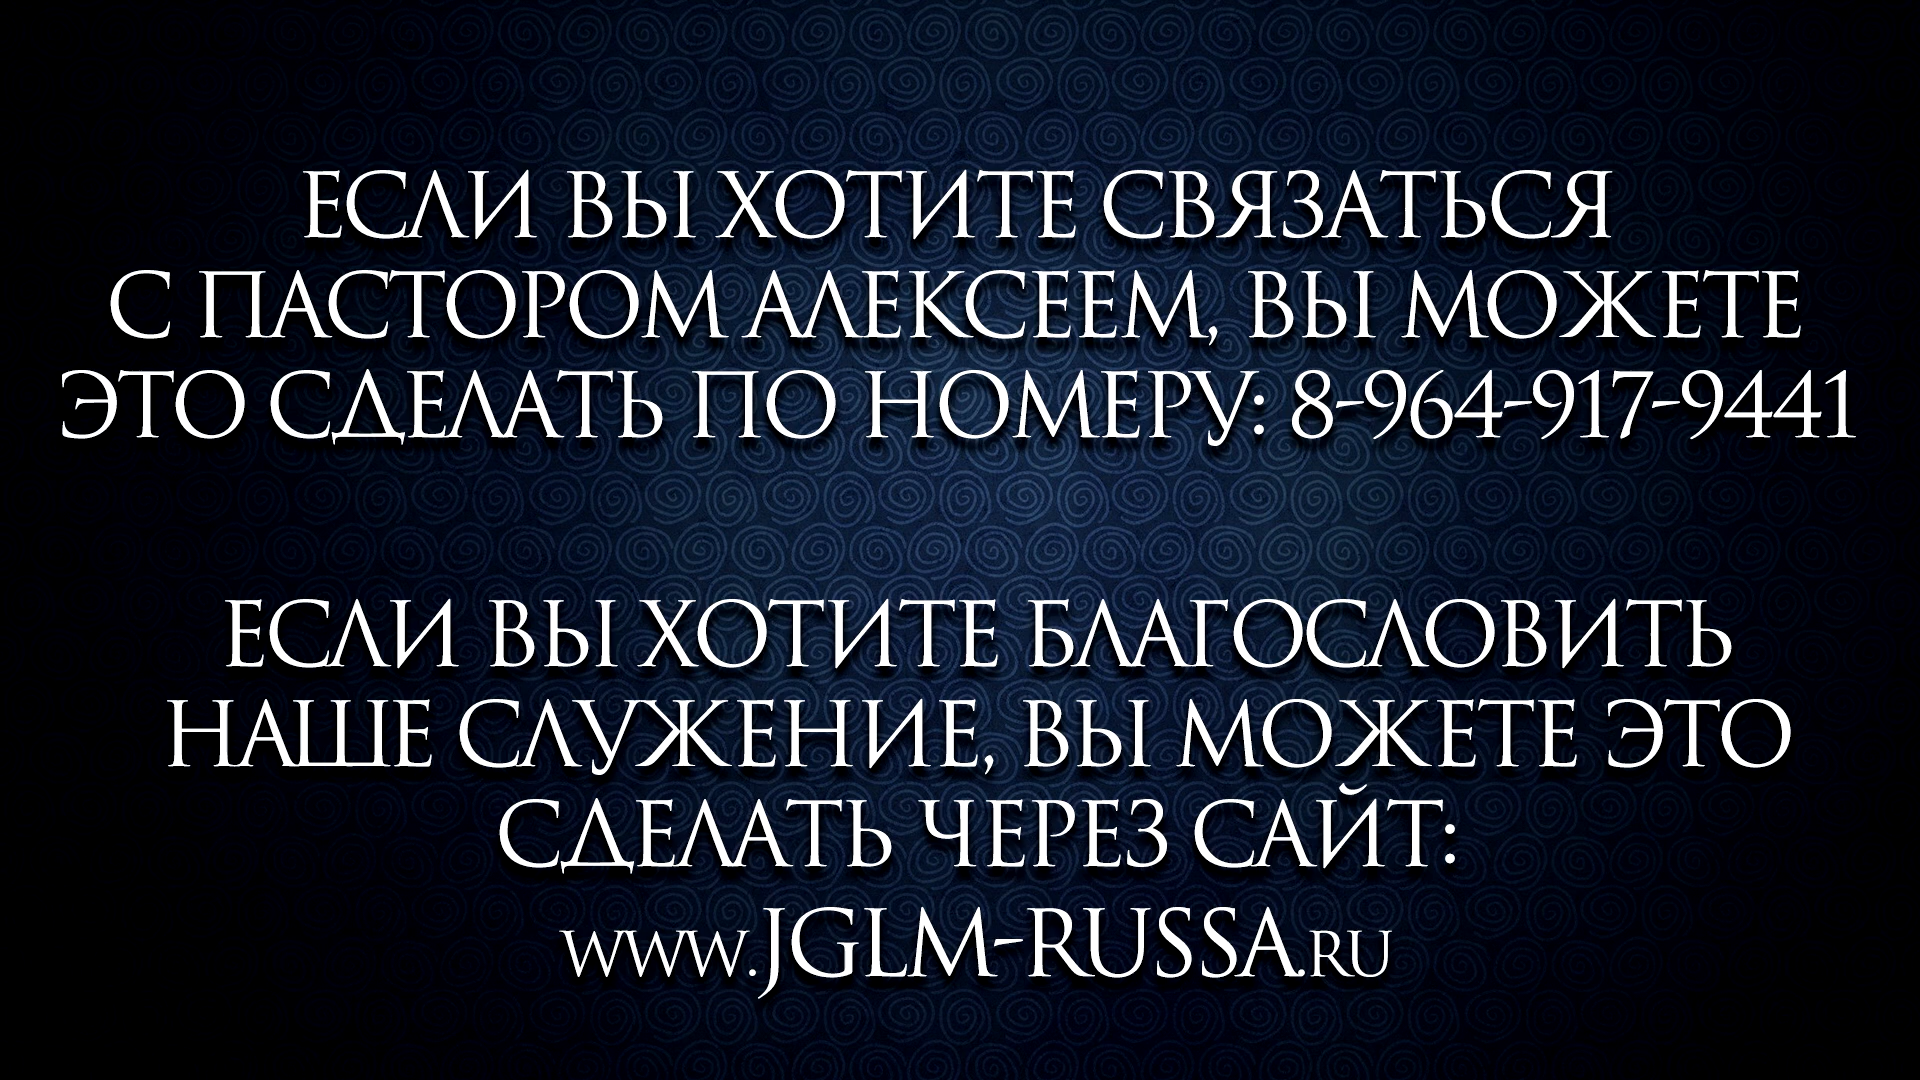 ЕСЛИ ВЫ ХОТИТЕ СВЯЗАТЬСЯ
С ПАСТОРОМ АЛЕКСЕЕМ, ВЫ МОЖЕТЕ
ЭТО СДЕЛАТЬ ПО НОМЕРУ: 8-964-917-9441
ЕСЛИ ВЫ ХОТИТЕ БЛАГОСЛОВИТЬ
НАШЕ СЛУЖЕНИЕ, ВЫ МОЖЕТЕ ЭТО
СДЕЛАТЬ ЧЕРЕЗ САЙТ:
WWW.JGLM-RUSSA.RU